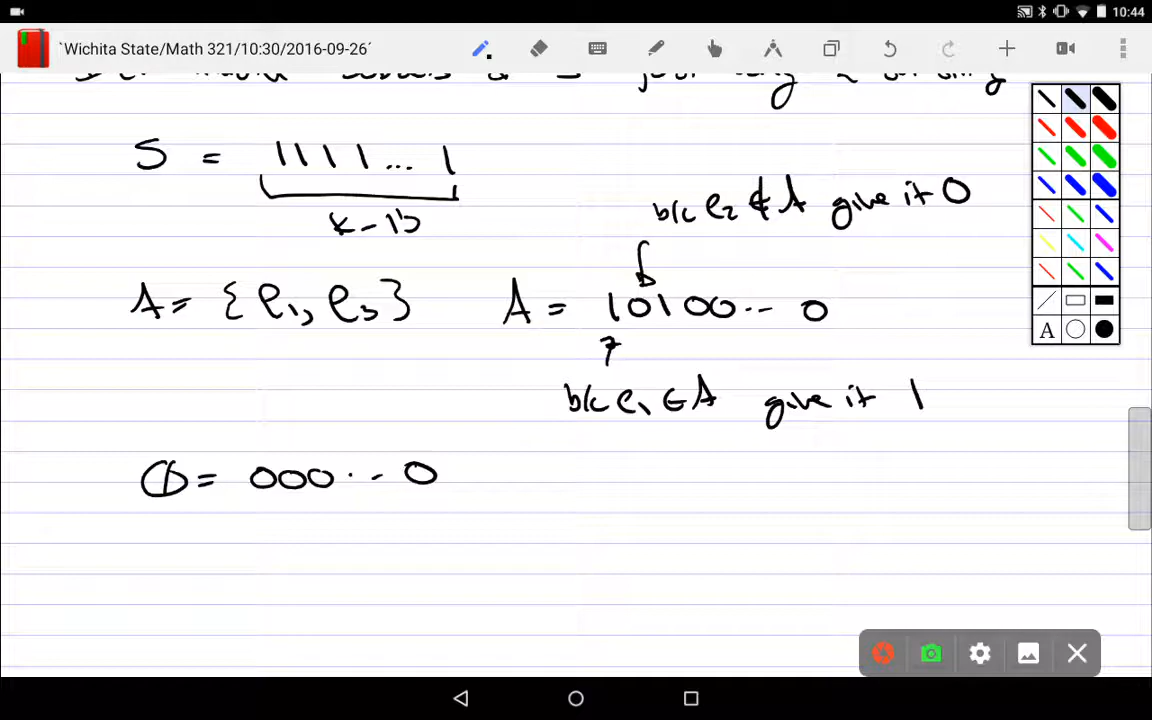 10:44
`Wichita State/Math 321/10:30/2016-09-26´
S = 1111... 1
k-1's
b/c e₂ ∉ A give it 0
A = {e₁, e₃} A = 10100... 0
b/c e₁ ∈ A give it 1
∅ = 000... 0
A